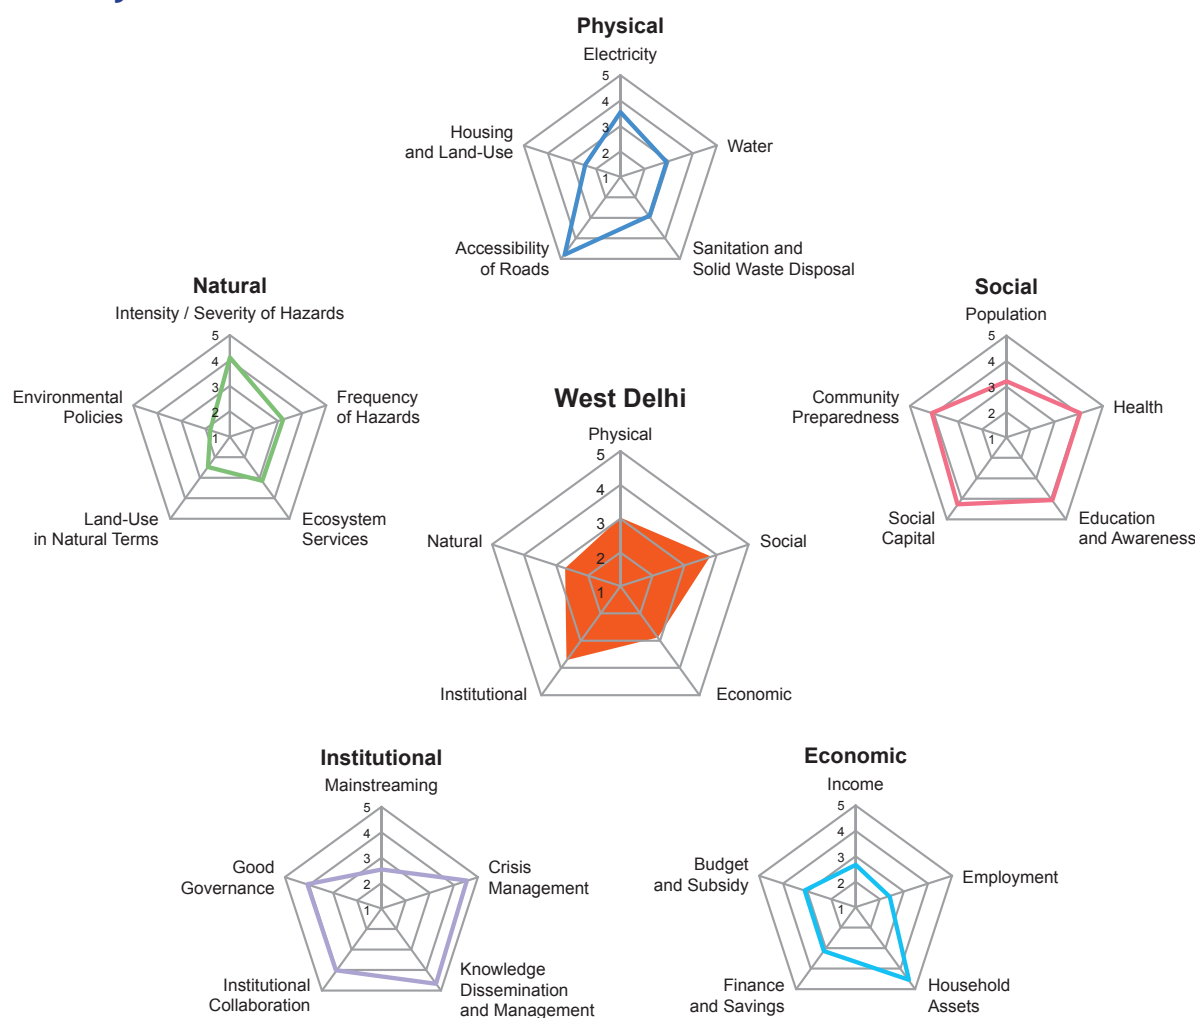 Physical
Electricity
5
4
3
2
1
Housing
and Land-Use
Water
Accessibility
of Roads
Sanitation and
Solid Waste Disposal
Natural
Intensity / Severity of Hazards
5
4
3
2
1
Environmental
Policies
Frequency
of Hazards
Land-Use
in Natural Terms
Ecosystem
Services
Social
Population
5
4
3
2
1
Community
Preparedness
Health
Social
Capital
Education
and Awareness
West Delhi
Physical
5
4
3
2
1
Natural
Social
Institutional
Economic
Institutional
Mainstreaming
5
4
3
2
1
Good
Governance
Crisis
Management
Institutional
Collaboration
Knowledge
Dissemination
and Management
Economic
Income
5
4
3
2
1
Budget
and Subsidy
Employment
Finance
and Savings
Household
Assets